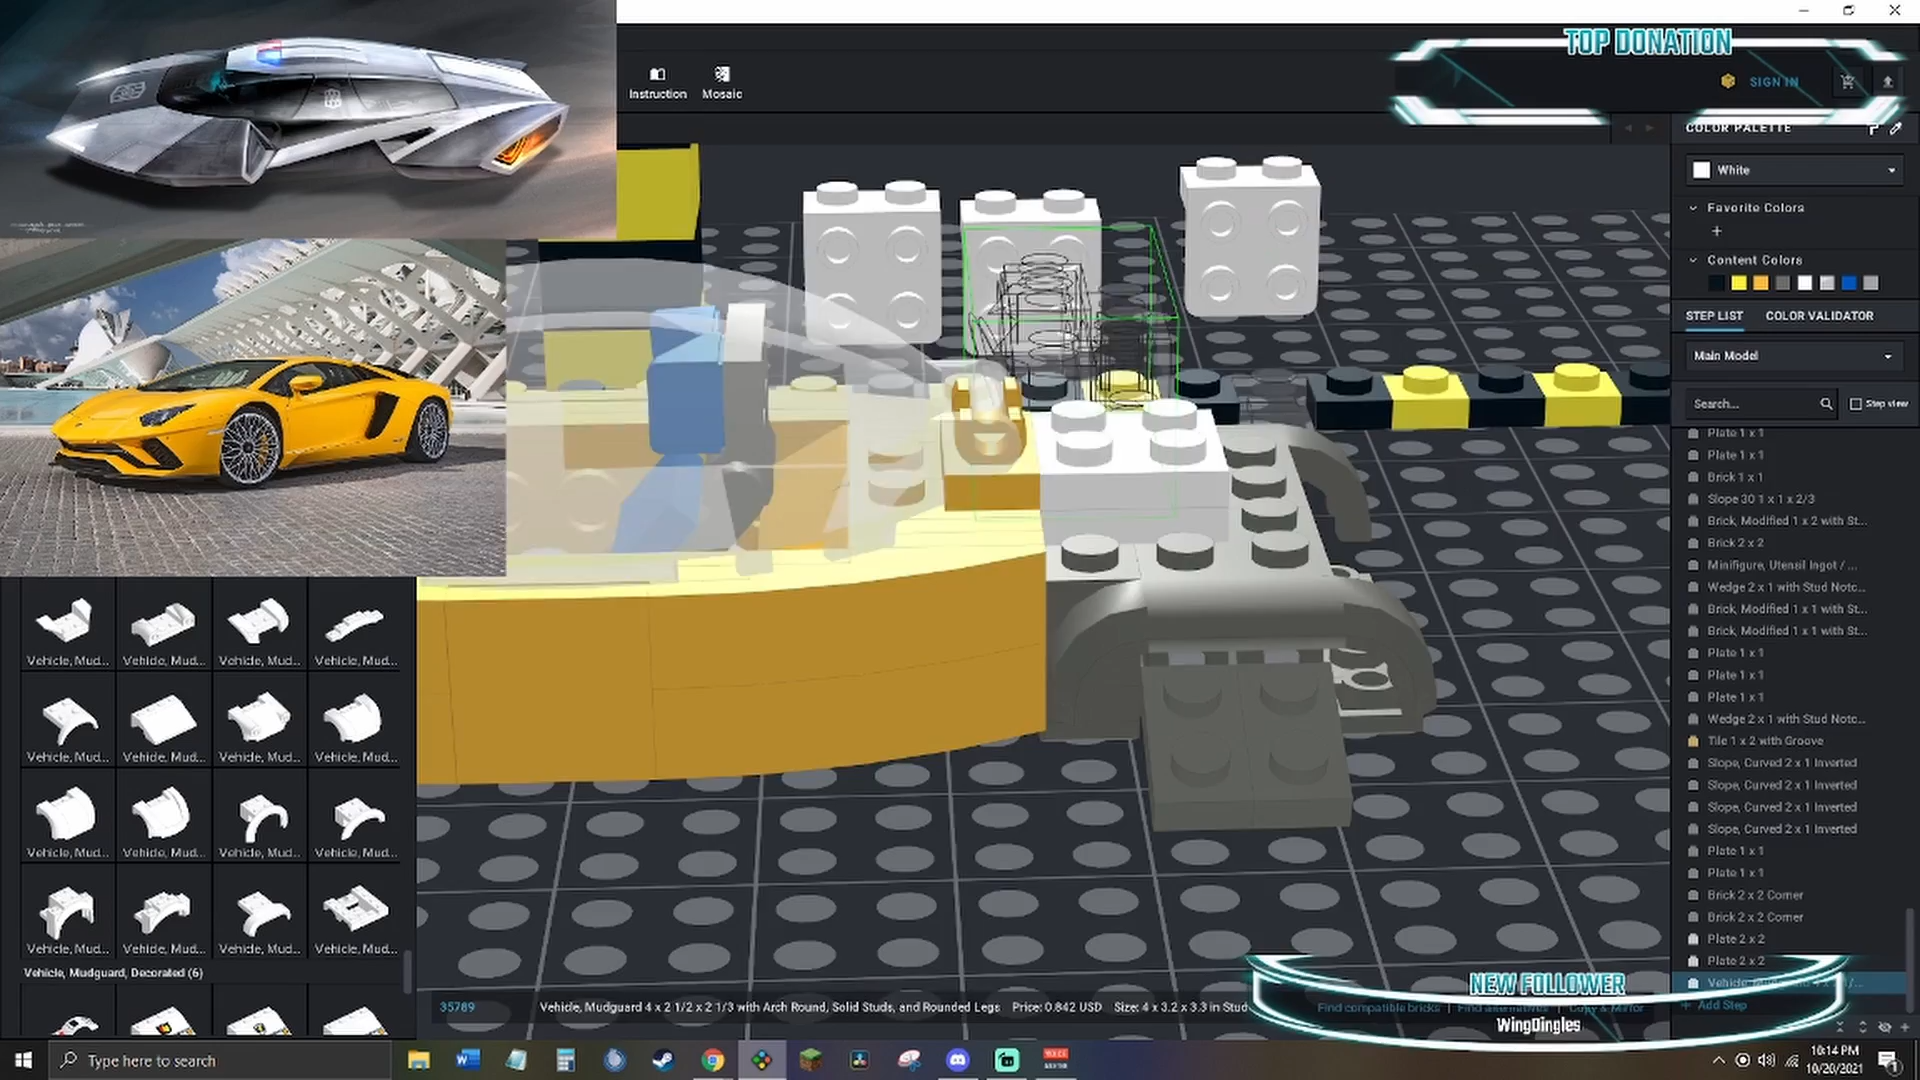 TOP DONATION
SIGN IN
Instruction
Mosaic
COLOR PALETTE
White
Favorite Colors
Content Colors
STEP LIST
COLOR VALIDATOR
Main Model
Search...
Step view
Plate 1 x 1
Plate 1 x 1
Brick 1 x 1
Slope 30 1 x 1 x 2/3
Brick, Modified 1 x 2 with St...
Brick 2 x 2
Minifigure, Utensil Ingot / ...
Wedge 2 x 1 with Stud Notc...
Brick, Modified 1 x 1 with St...
Brick, Modified 1 x 1 with St...
Plate 1 x 1
Plate 1 x 1
Plate 1 x 1
Wedge 2 x 1 with Stud Notc...
Tile 1 x 2 with Groove
Slope, Curved 2 x 1 Inverted
Slope, Curved 2 x 1 Inverted
Slope, Curved 2 x 1 Inverted
Slope, Curved 2 x 1 Inverted
Plate 1 x 1
Plate 1 x 1
Brick 2 x 2 Corner
Brick 2 x 2 Corner
Plate 2 x 2
Plate 2 x 2
Add Step
Vehicle, Mud... Vehicle, Mud... Vehicle, Mud... Vehicle, Mud...
Vehicle, Mud... Vehicle, Mud... Vehicle, Mud... Vehicle, Mud...
Vehicle, Mud... Vehicle, Mud... Vehicle, Mud... Vehicle, Mud...
Vehicle, Mud... Vehicle, Mud... Vehicle, Mud... Vehicle, Mud...
Vehicle, Mudguard, Decorated (6)
35789
Vehicle, Mudguard 4 x 2 1/2 x 2 1/3 with Arch Round, Solid Studs, and Rounded Legs
Price: 0.842 USD
Size: 4 x 3.2 x 3.3 in Stud
Find compatible bricks
Find alternatives
Copy & Mirror
NEW FOLLOWER
WingDingles
Type here to search
10:14 PM
10/20/2021